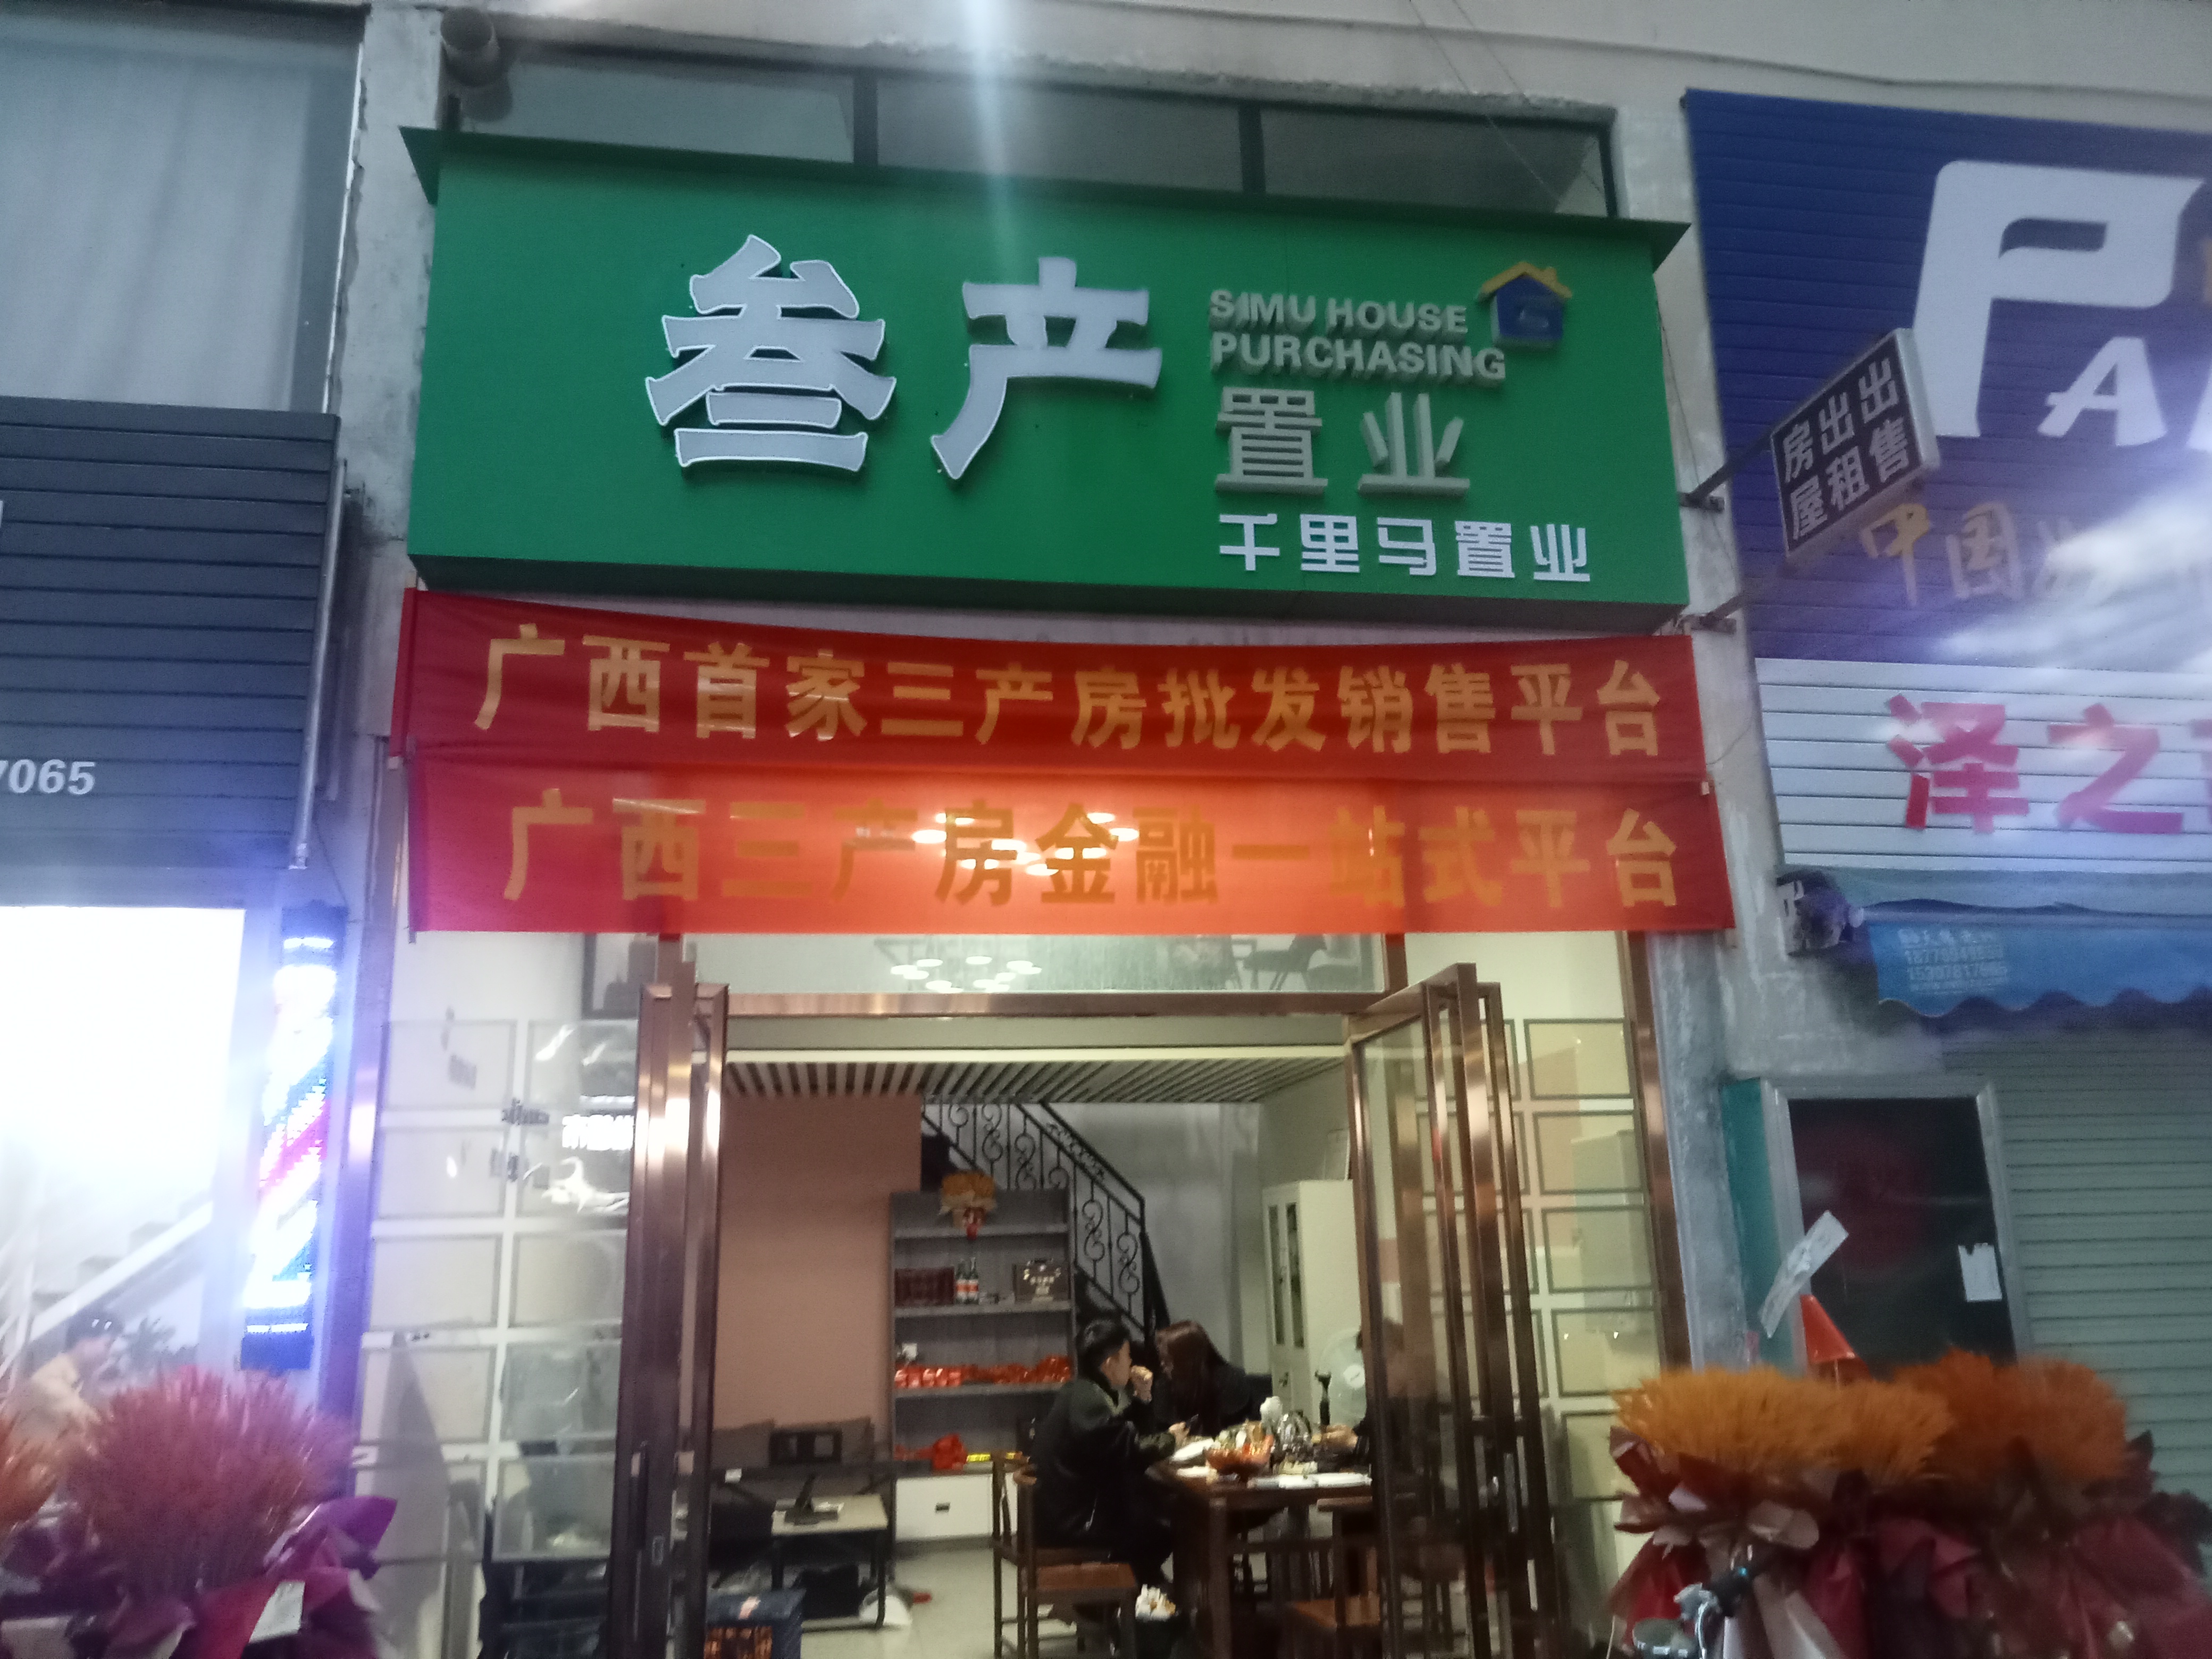 叁产
SIMU HOUSE
PURCHASING
置业
千里马置业
广西首家三产房批发销售平台
广西三产房金融一站式平台
房出出
屋租售
P
A
中国
泽之
7065